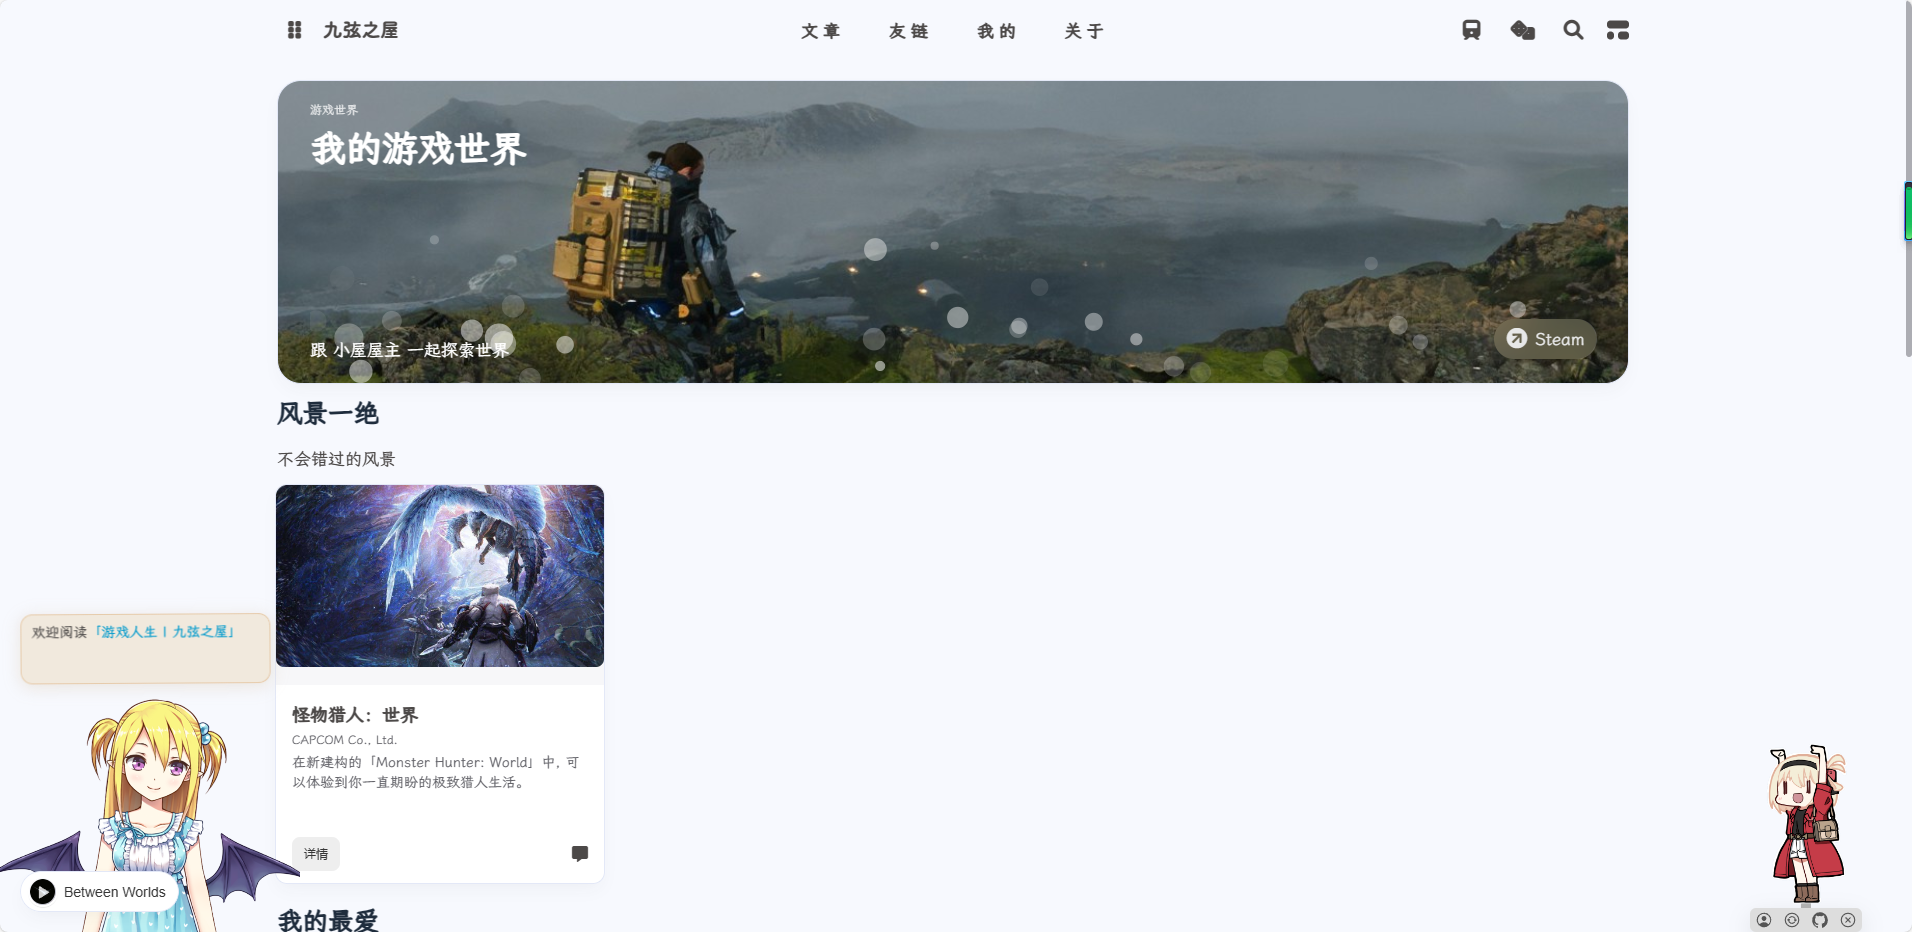 九弦之屋
文章 友链 我的 关于
游戏世界
我的游戏世界
跟 小屋屋主 一起探索世界
Steam
风景一绝
不会错过的风景
欢迎阅读「游戏人生 | 九弦之屋」
怪物猎人：世界
CAPCOM Co., Ltd.
在新建构的「Monster Hunter: World」中, 可
以体验到你一直期盼的极致猎人生活。
详情
Between Worlds
我的最爱